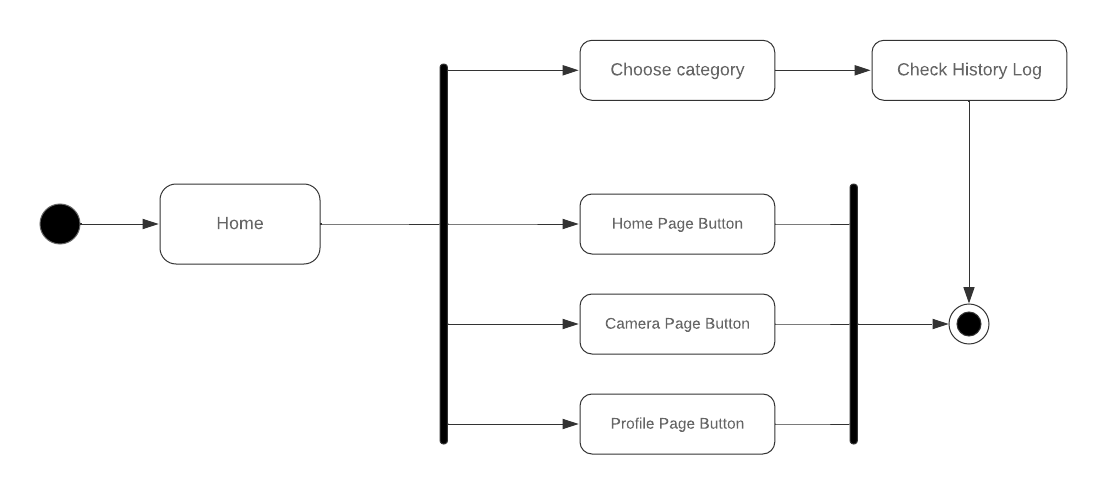 Choose category
Check History Log
Home
Home Page Button
Camera Page Button
Profile Page Button